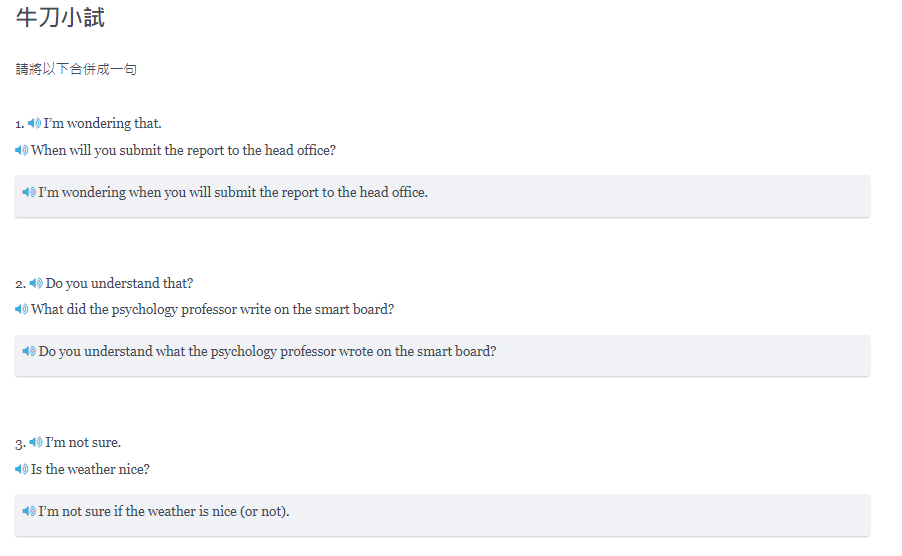 牛刀小試
請將以下合併成一句
1. I’m wondering that.
When will you submit the report to the head office?
I’m wondering when you will submit the report to the head office.
2. Do you understand that?
What did the psychology professor write on the smart board?
Do you understand what the psychology professor wrote on the smart board?
3. I’m not sure.
Is the weather nice?
I’m not sure if the weather is nice (or not).